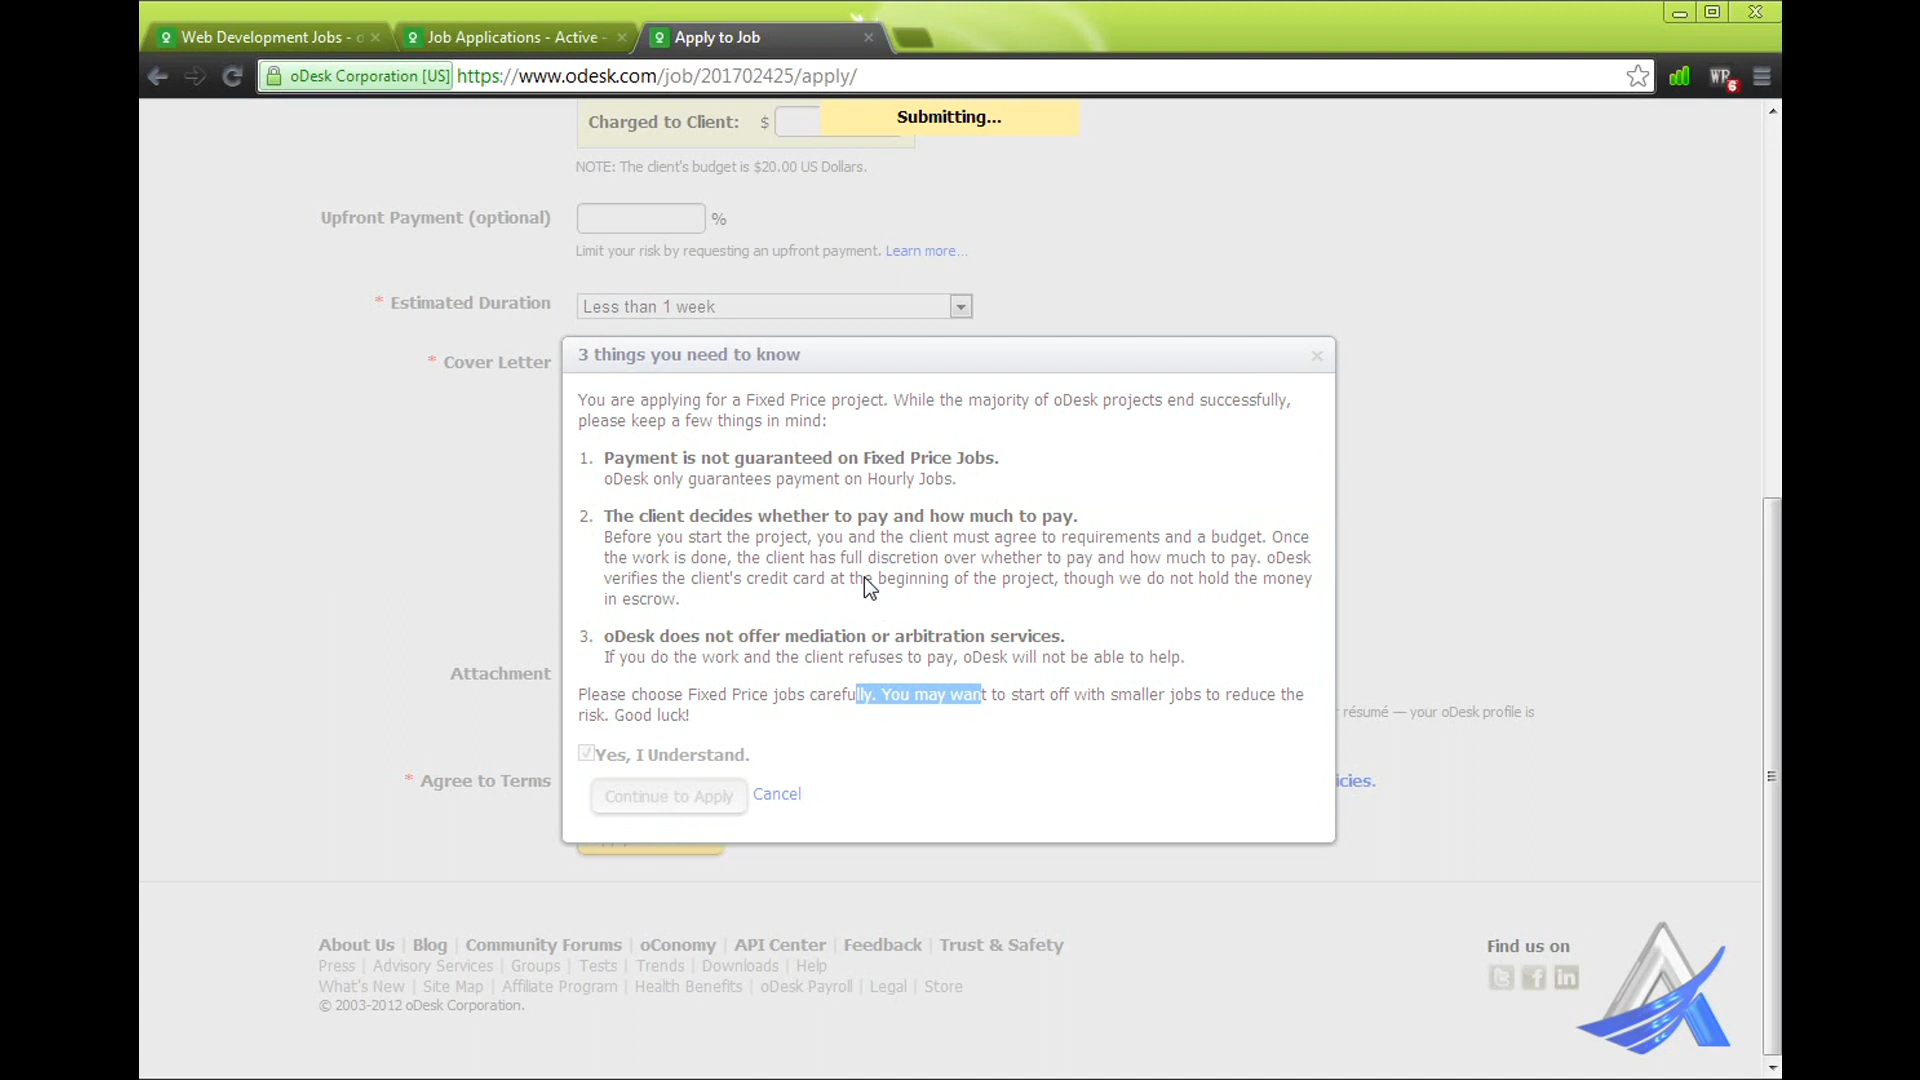 Web Development Jobs - o
Job Applications - Active -
Apply to Job
oDesk Corporation [US]
https://www.odesk.com/job/201702425/apply/
WR
6
Submitting...
Charged to Client: $
NOTE: The client's budget is $20.00 US Dollars.
Upfront Payment (optional)
%
Limit your risk by requesting an upfront payment. Learn more...
* Estimated Duration
Less than 1 week
* Cover Letter
3 things you need to know
You are applying for a Fixed Price project. While the majority of oDesk projects end successfully,
please keep a few things in mind:
1. Payment is not guaranteed on Fixed Price Jobs.
oDesk only guarantees payment on Hourly Jobs.
2. The client decides whether to pay and how much to pay.
Before you start the project, you and the client must agree to requirements and a budget. Once
the work is done, the client has full discretion over whether to pay and how much to pay. oDesk
verifies the client's credit card at the beginning of the project, though we do not hold the money
in escrow.
3. oDesk does not offer mediation or arbitration services.
If you do the work and the client refuses to pay, oDesk will not be able to help.
Please choose Fixed Price jobs carefully. You may want to start off with smaller jobs to reduce the
risk. Good luck!
Yes, I Understand.
Continue to Apply
Cancel
Attachment
r résumé — your oDesk profile is
* Agree to Terms
icies.
About Us | Blog | Community Forums | oConomy | API Center | Feedback | Trust & Safety
Press | Advisory Services | Groups | Tests | Trends | Downloads | Help
What's New | Site Map | Affiliate Program | Health Benefits | oDesk Payroll | Legal | Store
© 2003-2012 oDesk Corporation.
Find us on